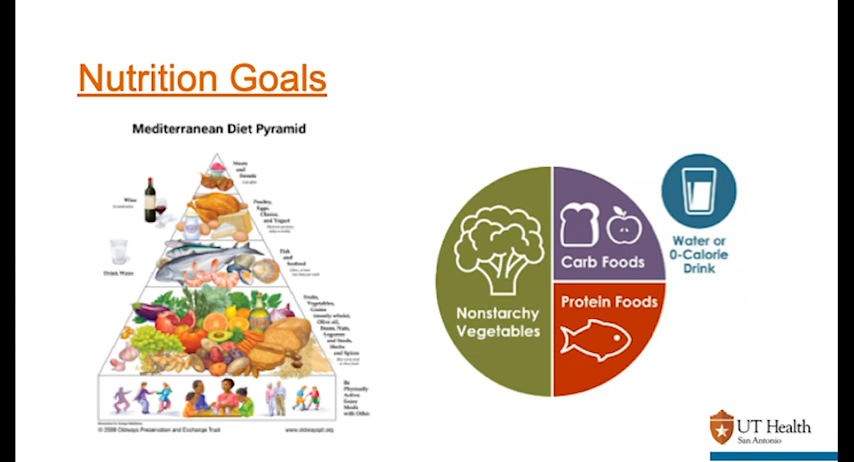 Nutrition Goals
Mediterranean Diet Pyramid
Meats
and
Sweets
Wine
Poultry,
Eggs,
Cheese,
and Yogurt
Fish
and
Seafood
Drink Water
Fruits,
Vegetables,
Grains
(mostly whole),
Olive oil,
Beans, Nuts,
Legumes
and Seeds,
Herbs
and Spices
Be
Physically
Active;
Enjoy
Meals
with Others
© 2009 Oldways Preservation and Exchange Trust
www.oldwayspt.org
Nonstarchy
Vegetables
Carb Foods
Protein Foods
Water or
0-Calorie
Drink
UT Health
San Antonio